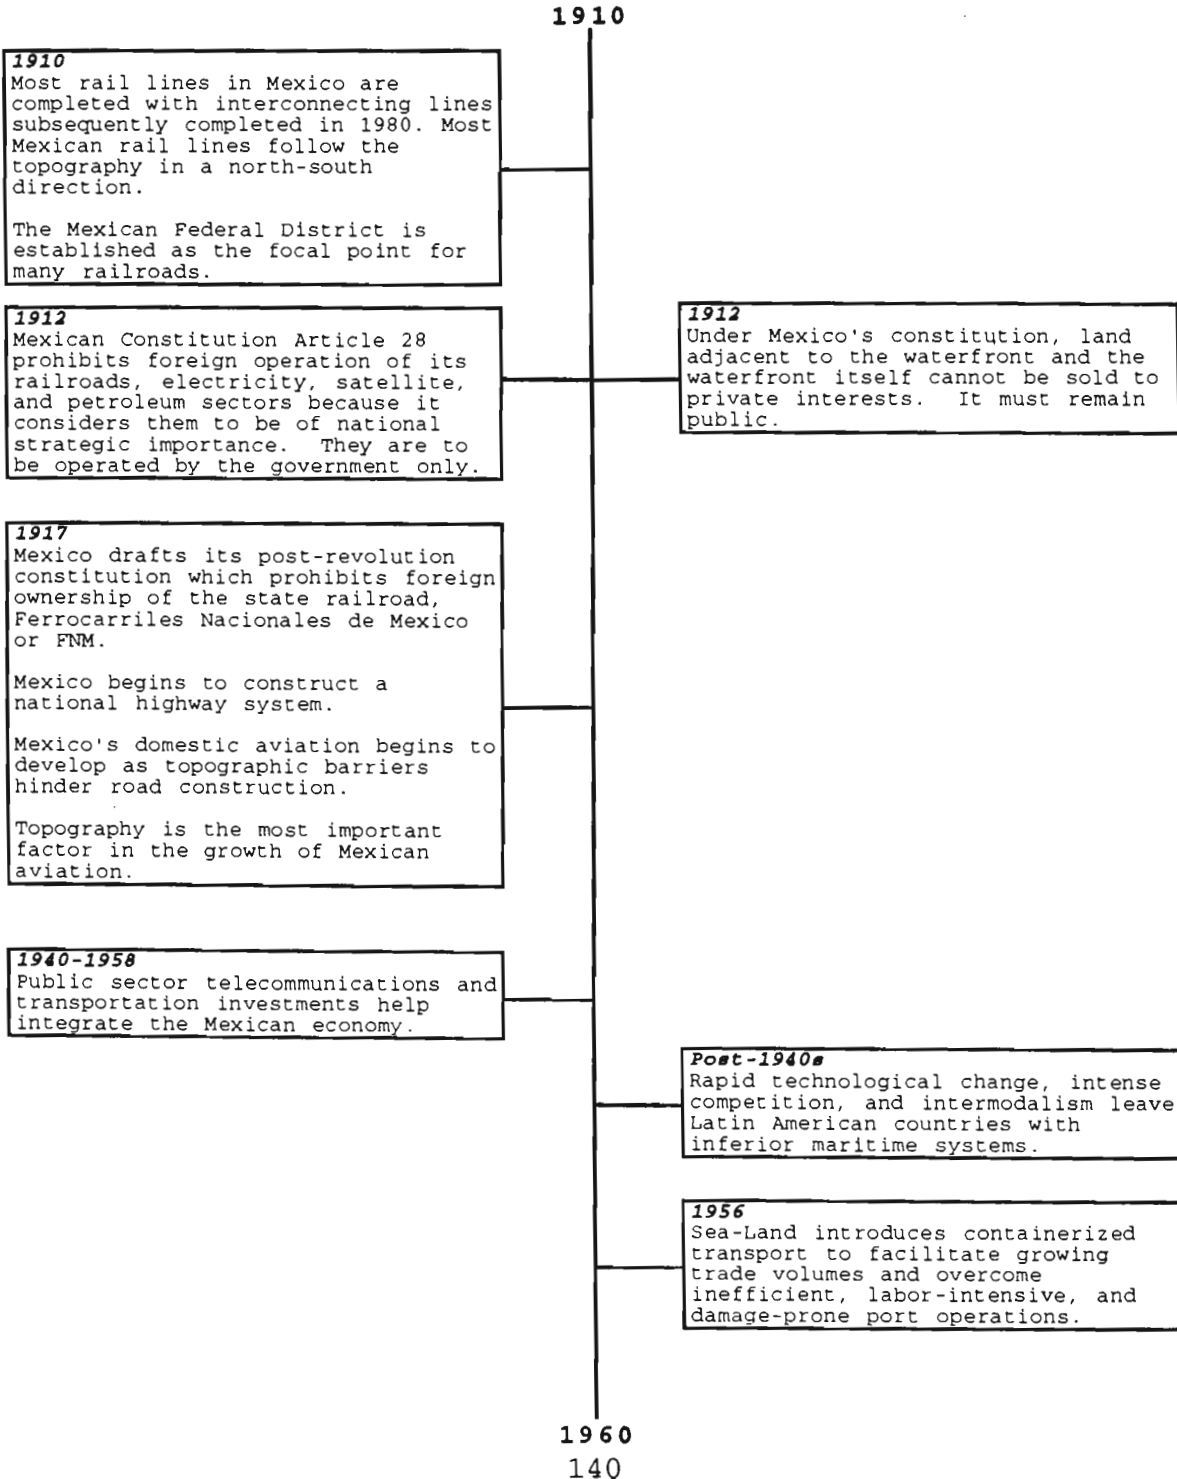 1910
1910
Most rail lines in Mexico are
completed with interconnecting lines
subsequently completed in 1980. Most
Mexican rail lines follow the
topography in a north-south
direction.
The Mexican Federal District is
established as the focal point for
many railroads.
1912
Mexican Constitution Article 28
prohibits foreign operation of its
railroads, electricity, satellite,
and petroleum sectors because it
considers them to be of national
strategic importance. They are to
be operated by the government only.
1912
Under Mexico's constitution, land
adjacent to the waterfront and the
waterfront itself cannot be sold to
private interests. It must remain
public.
1917
Mexico drafts its post-revolution
constitution which prohibits foreign
ownership of the state railroad,
Ferrocarriles Nacionales de Mexico
or FNM.
Mexico begins to construct a
national highway system.
Mexico's domestic aviation begins to
develop as topographic barriers
hinder road construction.
Topography is the most important
factor in the growth of Mexican
aviation.
1940-1958
Public sector telecommunications and
transportation investments help
integrate the Mexican economy.
Post-1940s
Rapid technological change, intense
competition, and intermodalism leave
Latin American countries with
inferior maritime systems.
1956
Sea-Land introduces containerized
transport to facilitate growing
trade volumes and overcome
inefficient, labor-intensive, and
damage-prone port operations.
1960
140